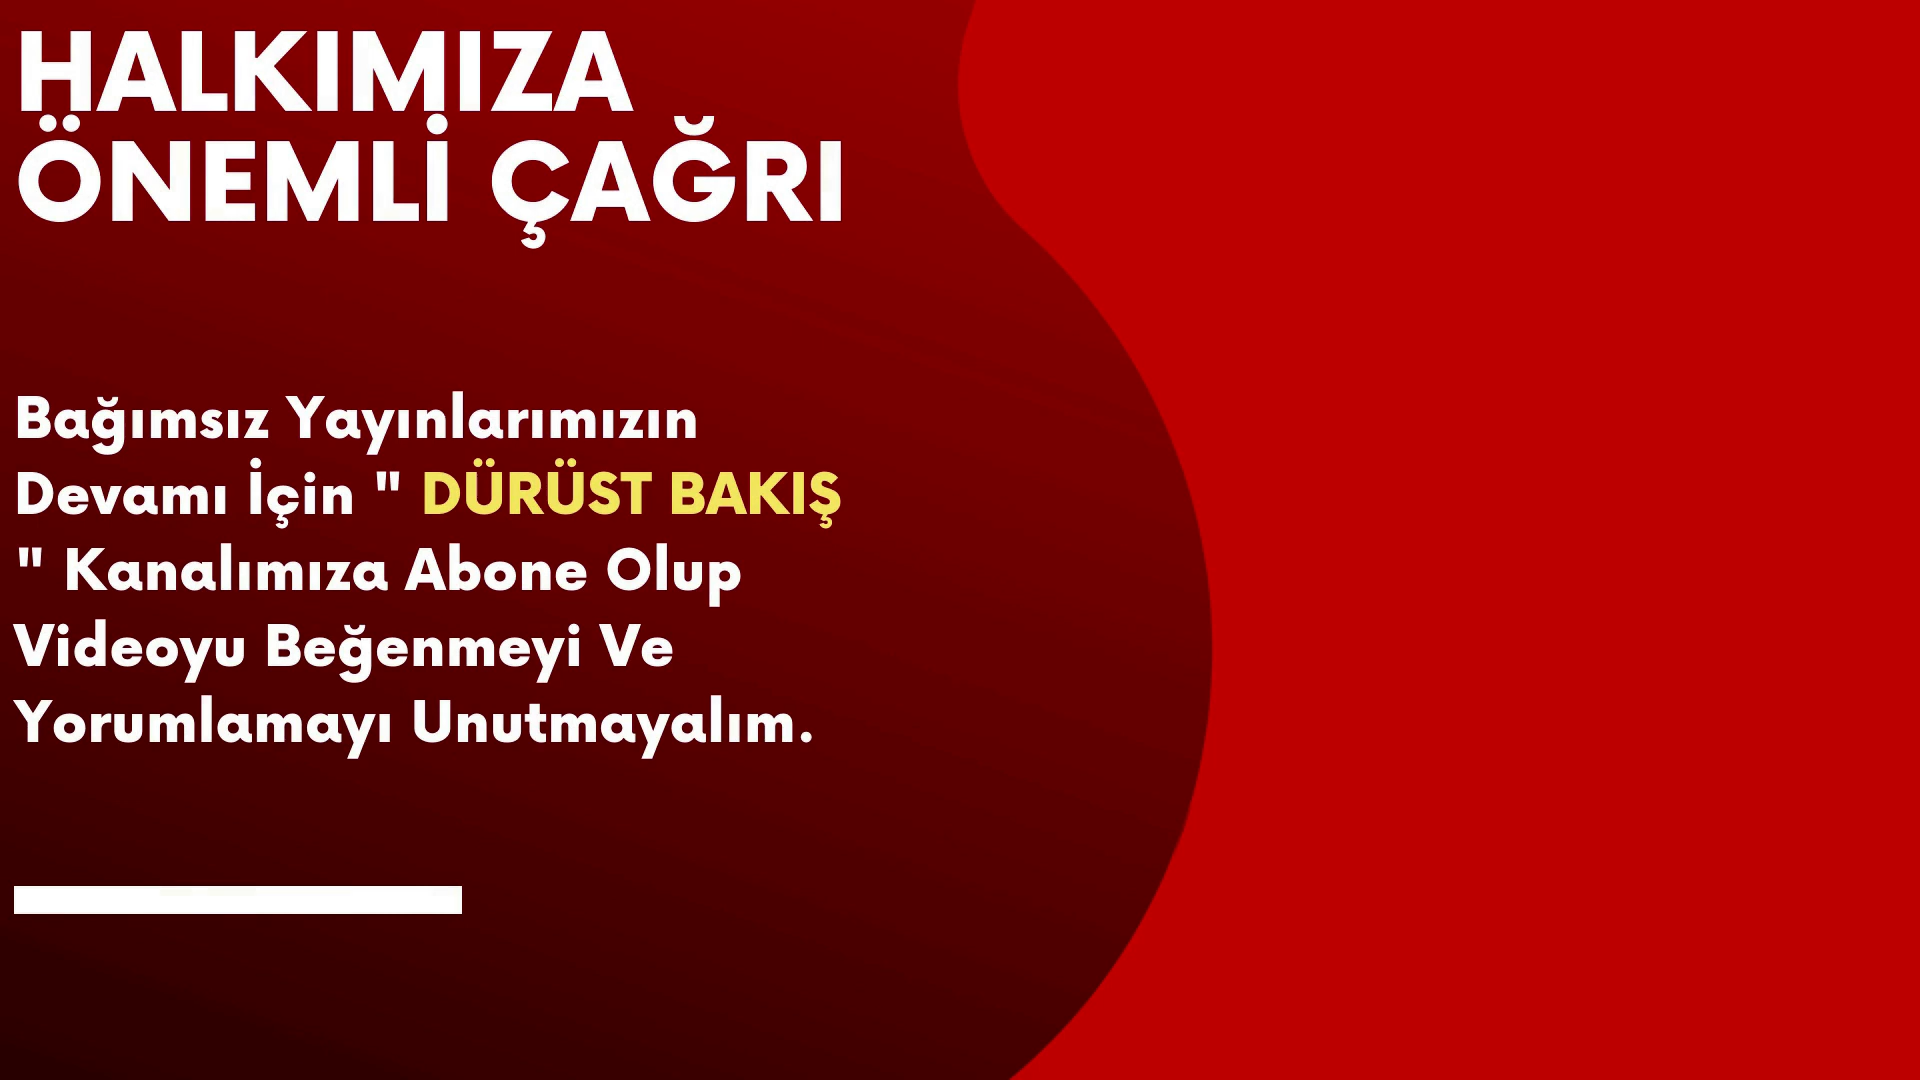 HALKIMIZA
ÖNEMLİ ÇAĞRI
Bağımsız Yayınlarımızın
Devamı İçin " DÜRÜST BAKIŞ
" Kanalımıza Abone Olup
Videoyu Beğenmeyi Ve
Yorumlamayı Unutmayalım.